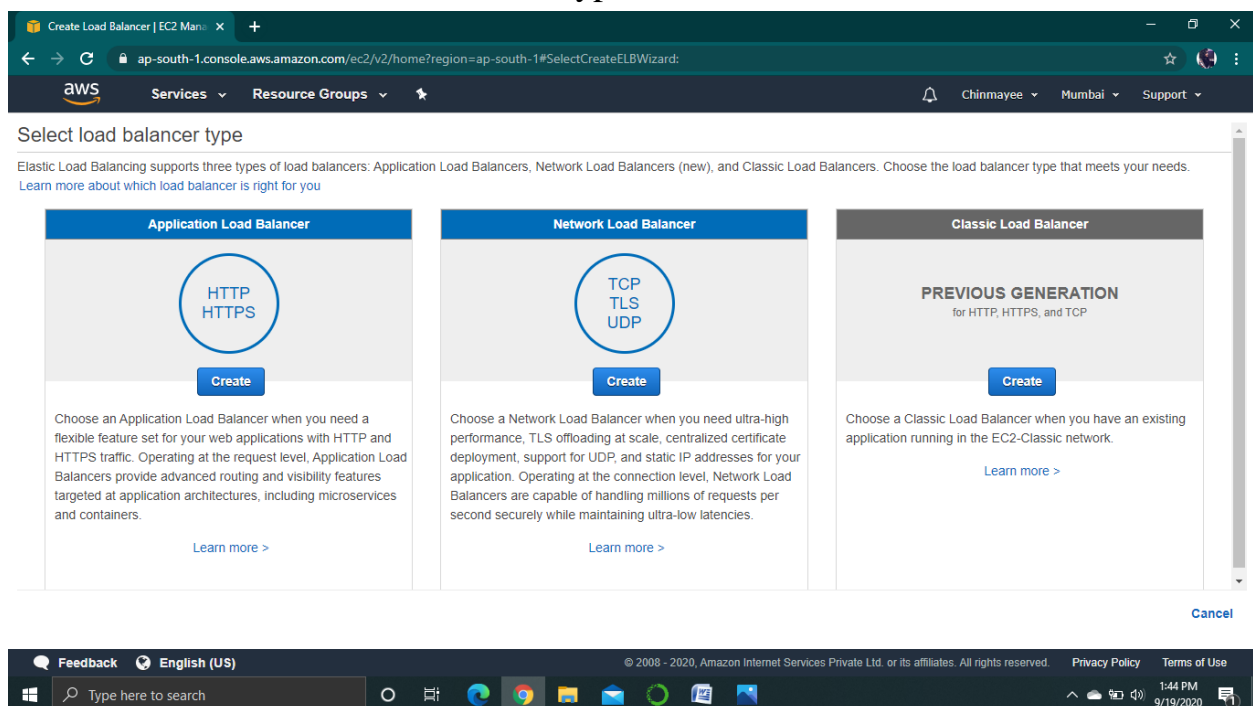 yp
Create Load Balancer | EC2 Mana
ap-south-1.console.aws.amazon.com/ec2/v2/home?region=ap-south-1#SelectCreateELBWizard:
aws Services Resource Groups Chinmayee Mumbai Support
Select load balancer type
Elastic Load Balancing supports three types of load balancers: Application Load Balancers, Network Load Balancers (new), and Classic Load Balancers. Choose the load balancer type that meets your needs.
Learn more about which load balancer is right for you
Application Load Balancer
HTTP
HTTPS
Create
Choose an Application Load Balancer when you need a
flexible feature set for your web applications with HTTP and
HTTPS traffic. Operating at the request level, Application Load
Balancers provide advanced routing and visibility features
targeted at application architectures, including microservices
and containers.
Learn more >
Network Load Balancer
TCP
TLS
UDP
Create
Choose a Network Load Balancer when you need ultra-high
performance, TLS offloading at scale, centralized certificate
deployment, support for UDP, and static IP addresses for your
application. Operating at the connection level, Network Load
Balancers are capable of handling millions of requests per
second securely while maintaining ultra-low latencies.
Learn more >
Classic Load Balancer
PREVIOUS GENERATION
for HTTP, HTTPS, and TCP
Create
Choose a Classic Load Balancer when you have an existing
application running in the EC2-Classic network.
Learn more >
Cancel
Feedback English (US) © 2008 - 2020, Amazon Internet Services Private Ltd. or its affiliates. All rights reserved. Privacy Policy Terms of Use
Type here to search
1:44 PM
9/19/2020